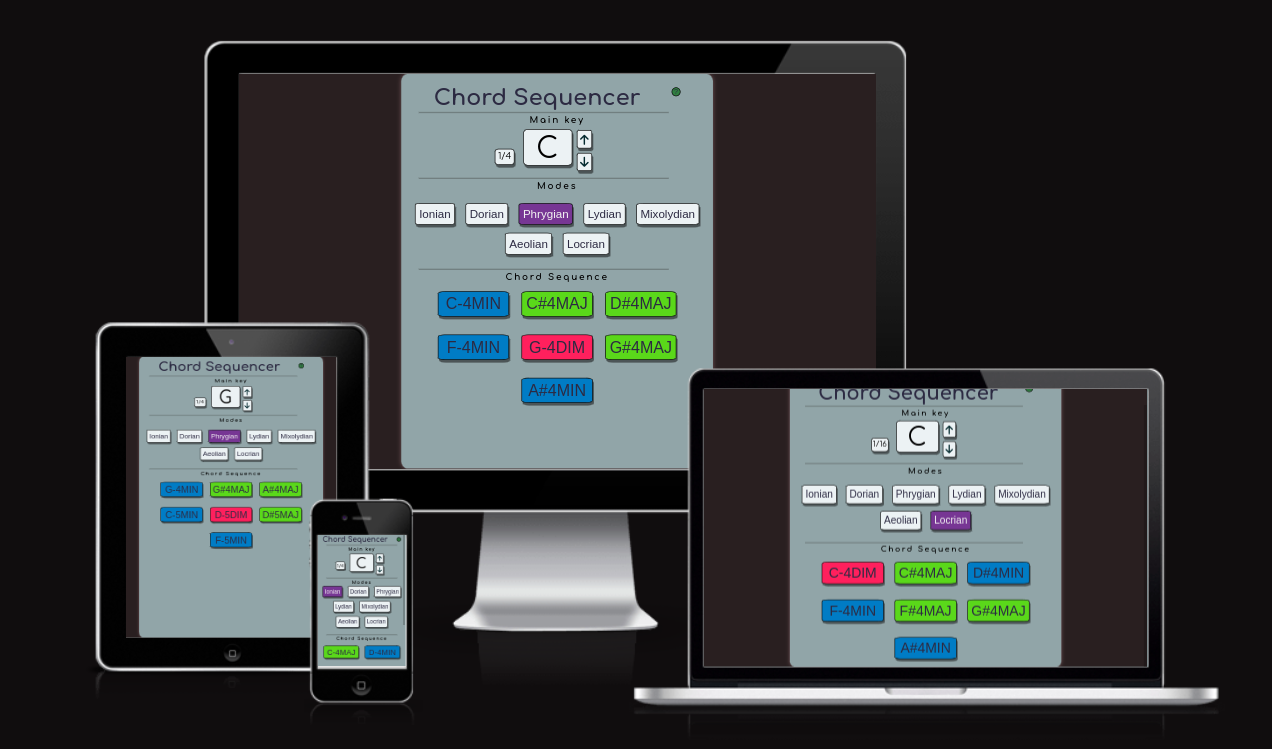 Chord Sequencer
Main key
1/4 C
Modes
Ionian Dorian Phrygian Lydian Mixolydian
Aeolian Locrian
Chord Sequence
C-4MIN C#4MAJ D#4MAJ
F-4MIN G-4DIM G#4MAJ
A#4MIN
Chord Sequencer
Main key
1/4 G
Modes
Ionian Dorian Phrygian Lydian Mixolydian
Aeolian Locrian
Chord Sequence
G-4MIN G#4MAJ A#4MAJ
C-5MIN D-5DIM D#5MAJ
F-5MIN
Chord Sequencer
Main key
C
Modes
Ionian Dorian Phrygian
Lydian Mixolydian
Aeolian Locrian
Chord Sequence
C-4MAJ D-4MIN
Chord Sequencer
Main key
1/16 C
Modes
Ionian Dorian Phrygian Lydian Mixolydian
Aeolian Locrian
Chord Sequence
C-4DIM C#4MAJ D#4MIN
F-4MIN F#4MAJ G#4MAJ
A#4MIN